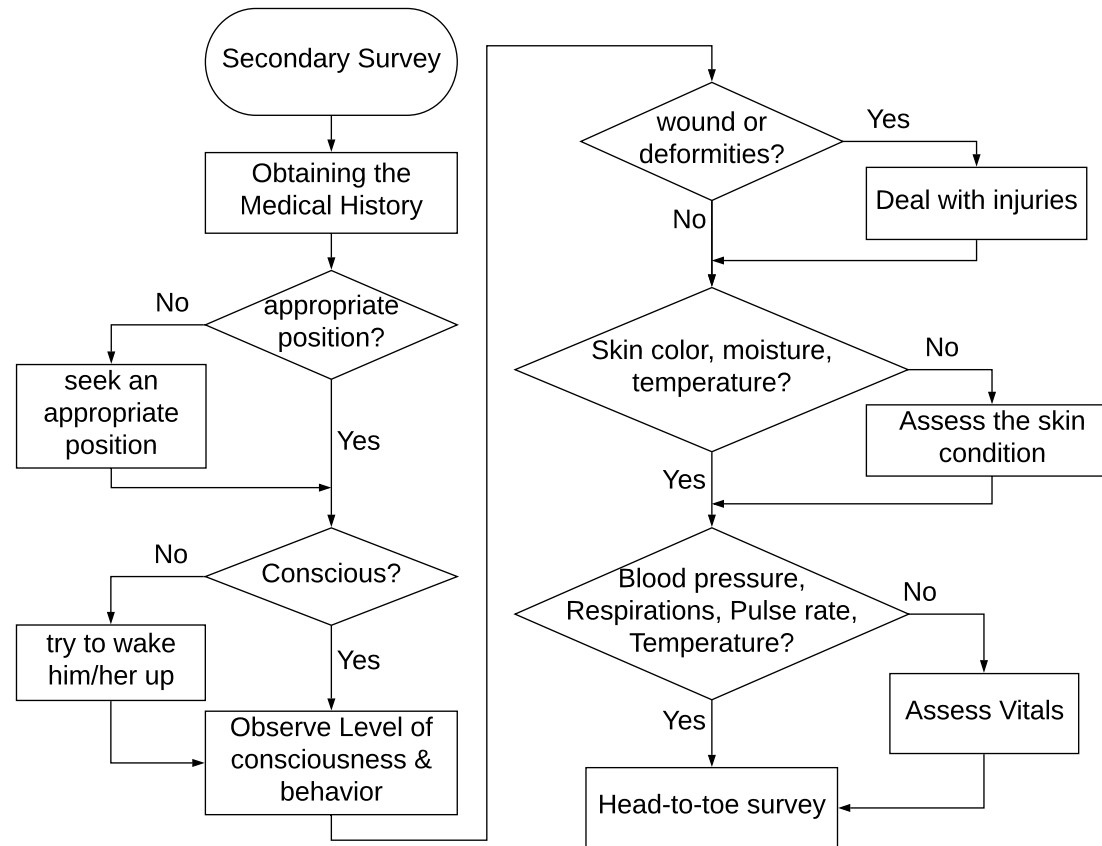 Secondary Survey
Obtaining the
Medical History
appropriate
position?
No
seek an
appropriate
position
Yes
Conscious?
No
try to wake
him/her up
Yes
Observe Level of
consciousness &
behavior
wound or
deformities?
Yes
Deal with injuries
No
Skin color, moisture,
temperature?
No
Assess the skin
condition
Yes
Blood pressure,
Respirations, Pulse rate,
Temperature?
No
Assess Vitals
Yes
Head-to-toe survey